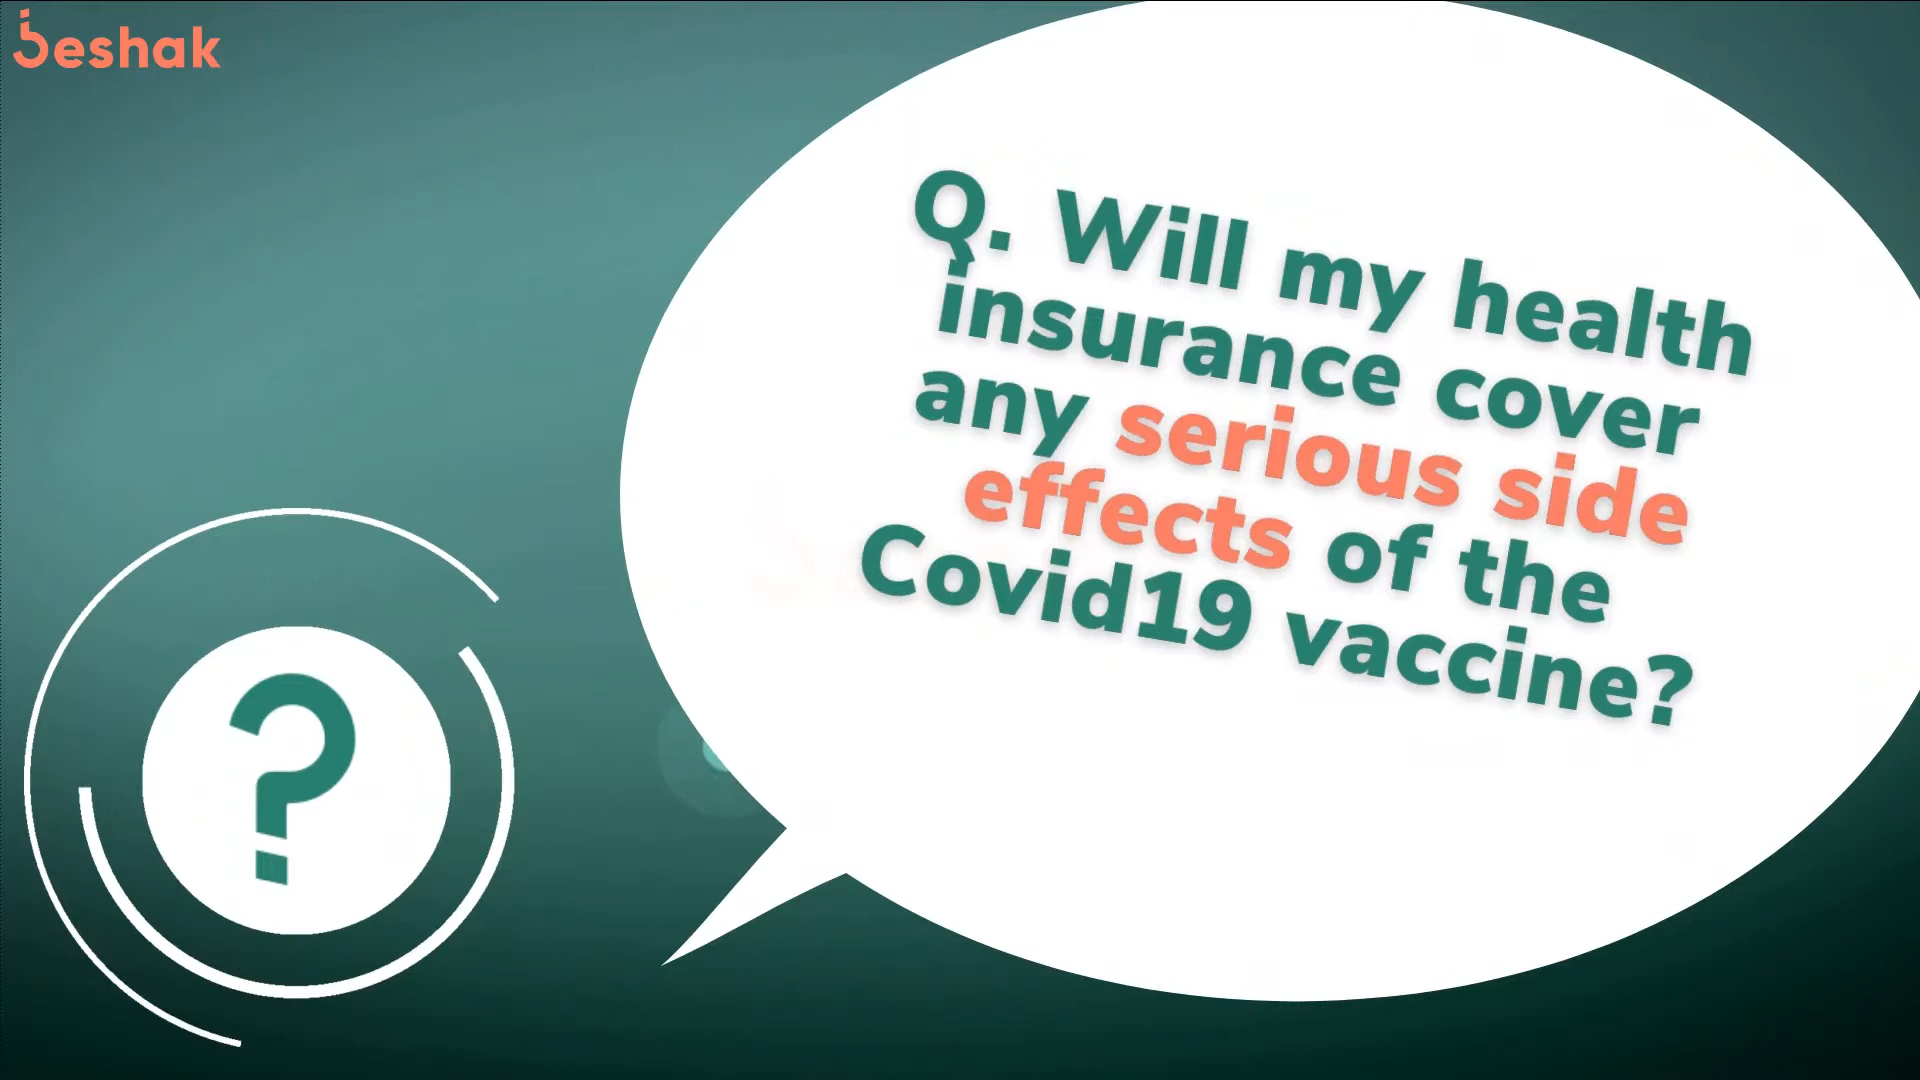 beshak
Q. Will my health
insurance cover
any serious side
effects of the
Covid19 vaccine?
?